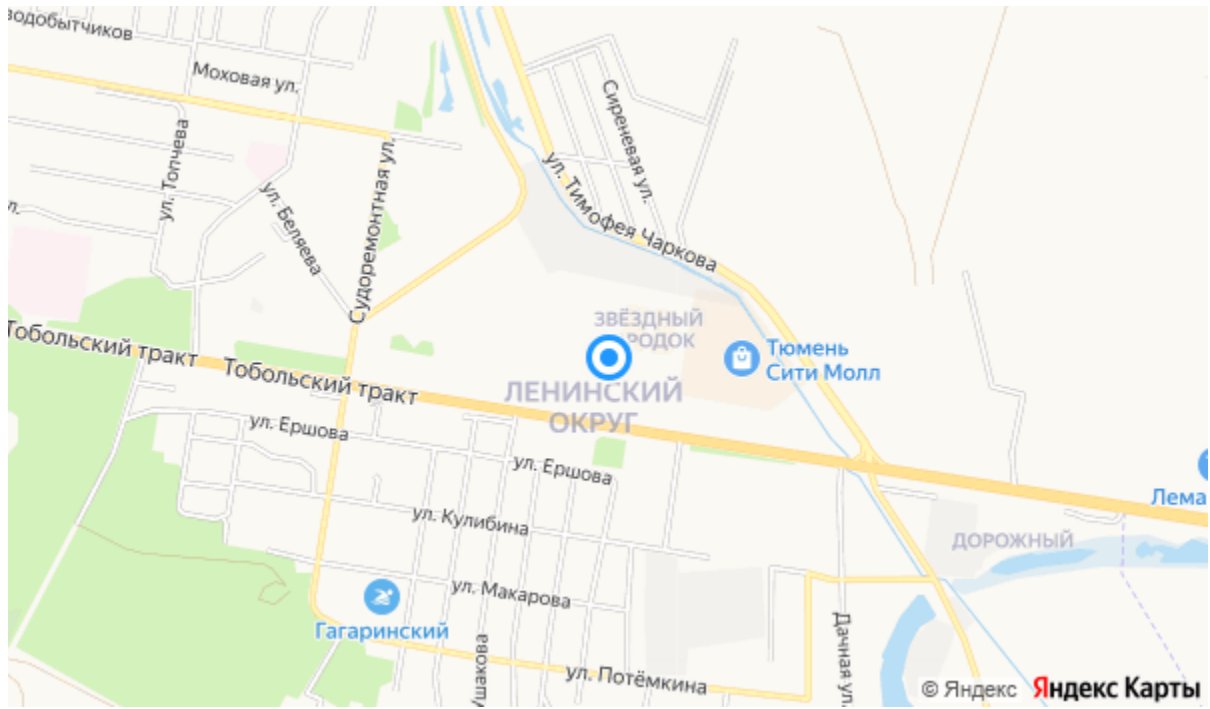 водобытчиков
Моховая ул.
ул. Топчева
ул. Беляева
Судоремонтная ул.
Сиреневая ул.
ул. Тимофея Чаркова
л.
ЗВЁЗДНЫЙ
РОДОК
Тюмень
Сити Молл
Тобольский тракт
Тобольский тракт
ЛЕНИНСКИЙ
ОКРУГ
ул. Ершова
ул. Ершова
Лема
ул. Кулибина
ДОРОЖНЫЙ
ул. Макарова
Гагаринский
Ушакова
ул. Потёмкина
Дачная ул.
© Яндекс Яндекс Карты